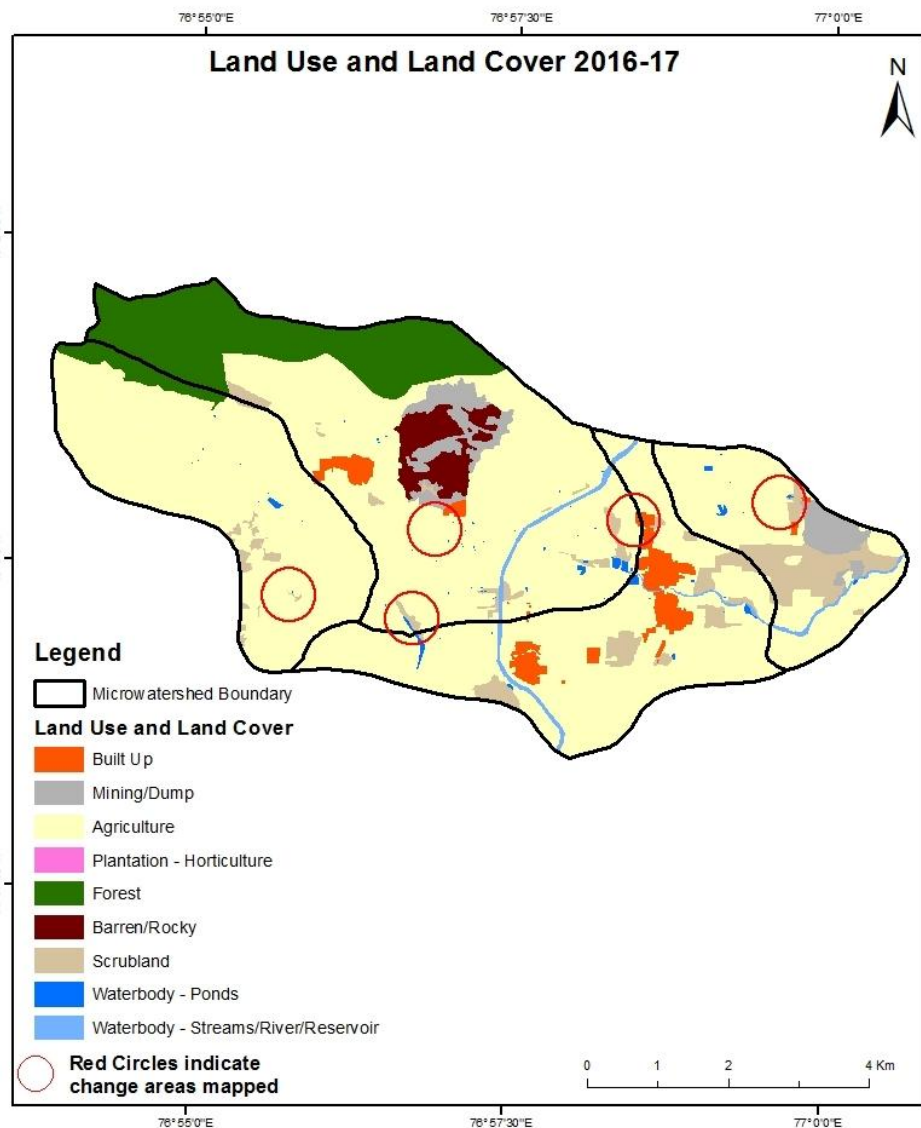 76°55'0"E 76°57'30"E 77°0'0"E
Land Use and Land Cover 2016-17
N
Legend
Microwatershed Boundary
Land Use and Land Cover
Built Up
Mining/Dump
Agriculture
Plantation - Horticulture
Forest
Barren/Rocky
Scrubland
Waterbody - Ponds
Waterbody - Streams/River/Reservoir
Red Circles indicate
change areas mapped
0 1 2 4 Km
76°55'0"E 76°57'30"E 77°0'0"E